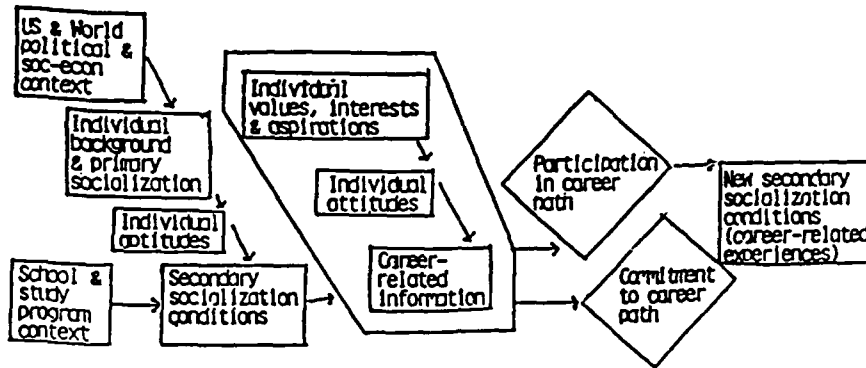 US & World
political &
soc-econ
context
Individual
background
& primary
socialization
Individual
aptitudes
School &
study
program
context
Secondary
socialization
conditions
Individual
values, interests
& aspirations
Individual
attitudes
Career-
related
information
Participation
in career
path
Commitment
to career
path
New secondary
socialization
conditions
(career-related
experiences)